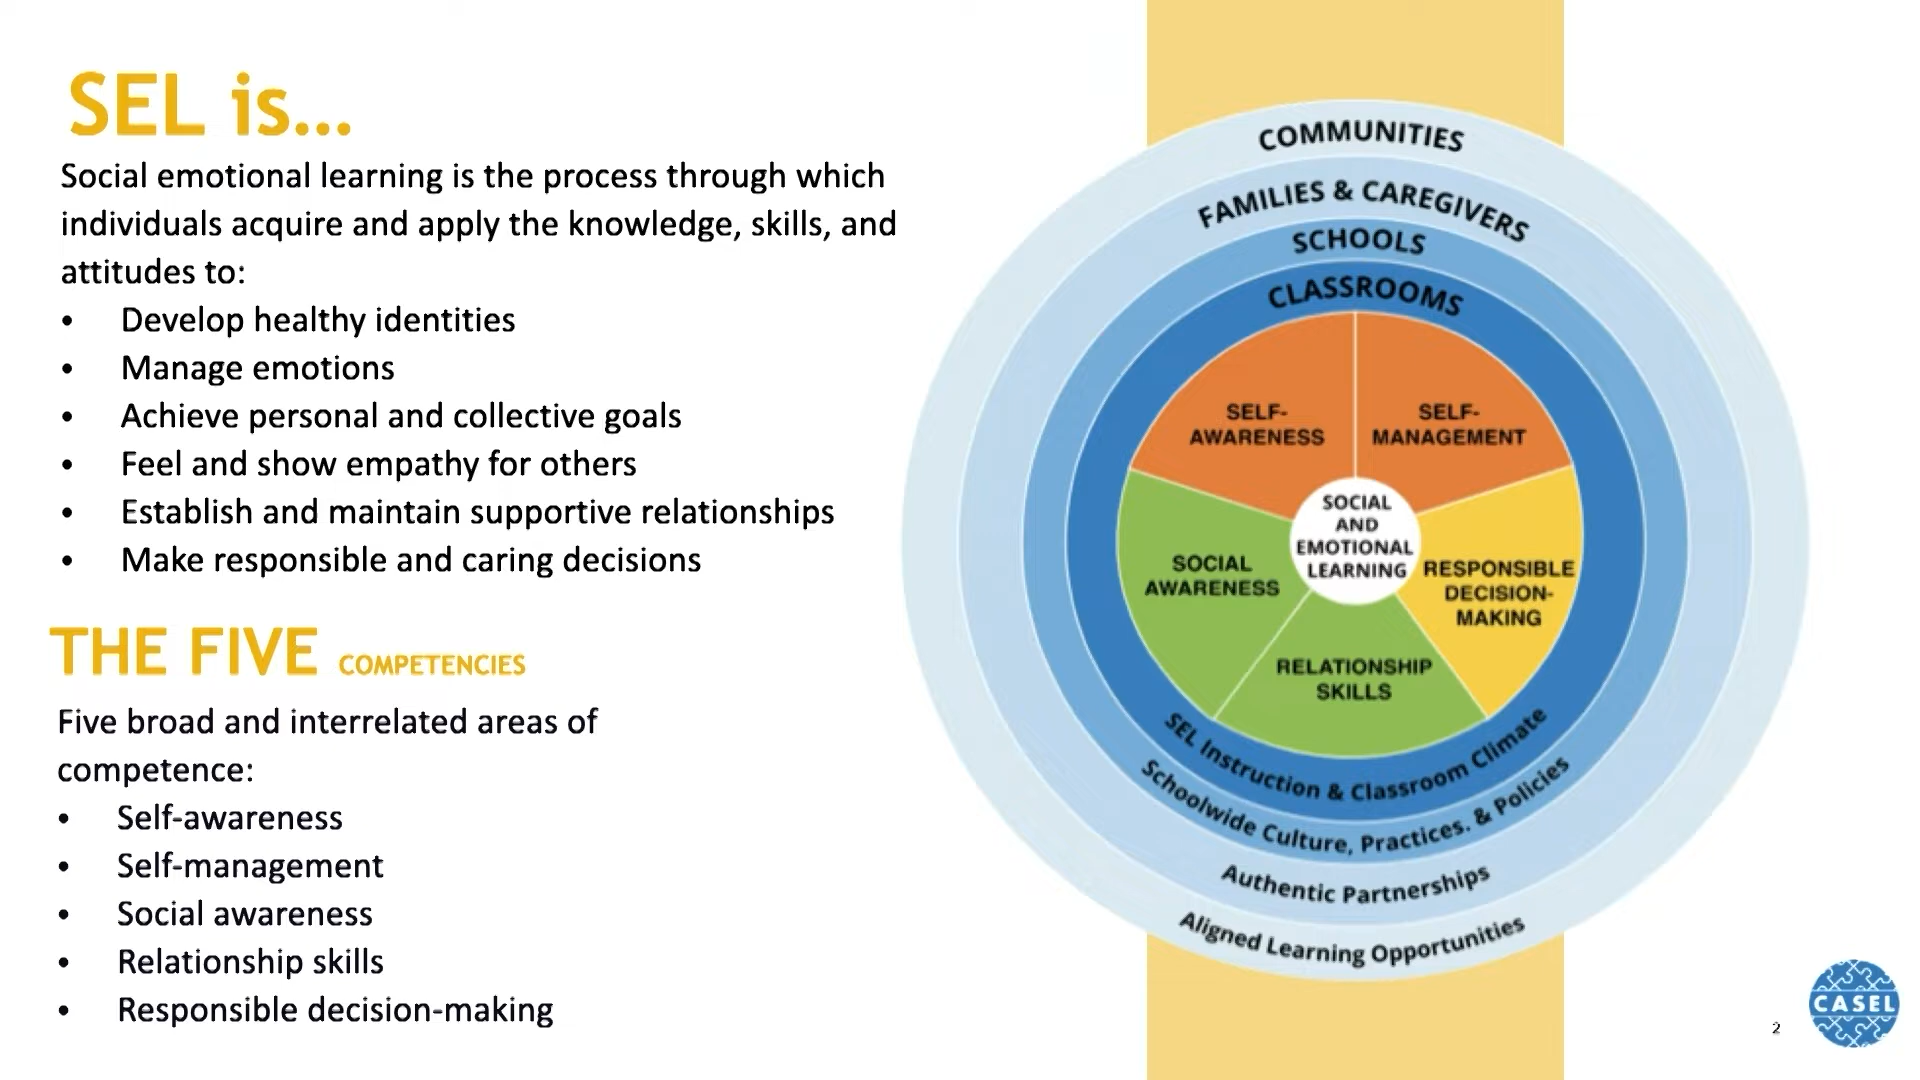 SEL is...
Social emotional learning is the process through which
individuals acquire and apply the knowledge, skills, and
attitudes to:
• Develop healthy identities
• Manage emotions
• Achieve personal and collective goals
• Feel and show empathy for others
• Establish and maintain supportive relationships
• Make responsible and caring decisions
THE FIVE COMPETENCIES
Five broad and interrelated areas of
competence:
• Self-awareness
• Self-management
• Social awareness
• Relationship skills
• Responsible decision-making
COMMUNITIES
FAMILIES & CAREGIVERS
SCHOOLS
CLASSROOMS
SELF-
AWARENESS
SELF-
MANAGEMENT
SOCIAL
AND
EMOTIONAL
LEARNING
SOCIAL
AWARENESS
RESPONSIBLE
DECISION-
MAKING
RELATIONSHIP
SKILLS
SEL Instruction & Classroom Climate
Schoolwide Culture, Practices. & Policies
Authentic Partnerships
Aligned Learning Opportunities
2
CASEL